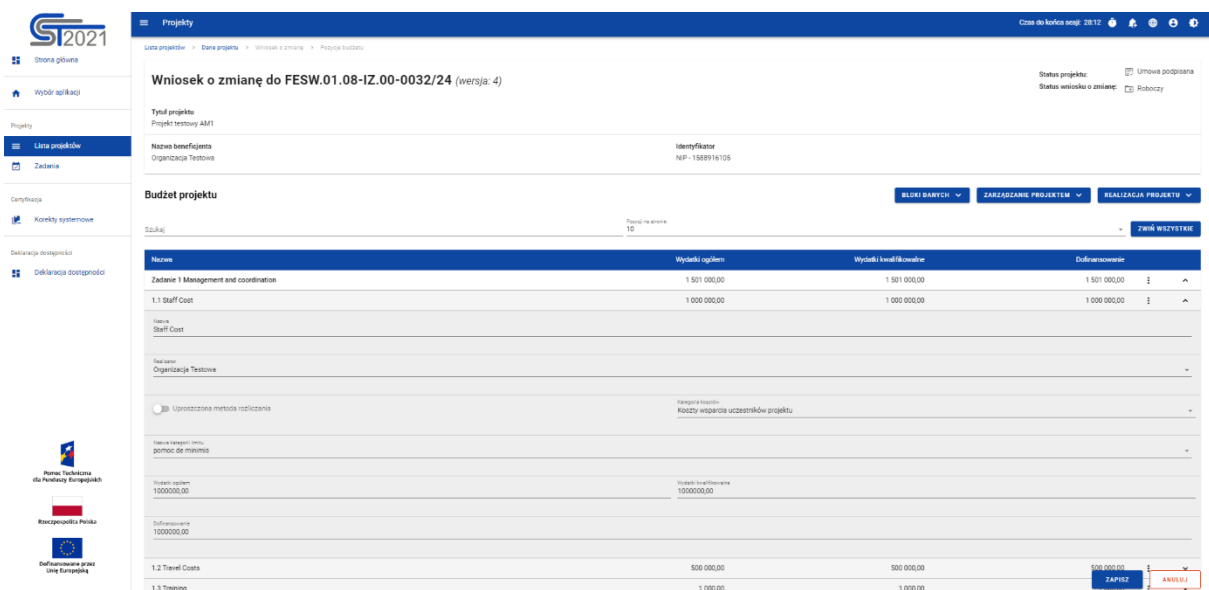 CST2021
Projekty
Czas do końca sesji: 28:12
Lista projektów > Dane projektu > Wniosek o zmianę > Pozycje budżetu
Strona główna
Wybór aplikacji
Projekty
Lista projektów
Zadania
Certyfikacja
Korekty systemowe
Deklaracja dostępności
Deklaracja dostępności
Pomoc Techniczna
dla Funduszy Europejskich
Rzeczpospolita Polska
Dofinansowane przez
Unię Europejską
Wniosek o zmianę do FESW.01.08-IZ.00-0032/24 (wersja: 4)
Status projektu: Umowa podpisana
Status wniosku o zmianę: Roboczy
Tytuł projektu
Projekt testowy AM1
Nazwa beneficjenta Identyfikator
Organizacja Testowa NIP - 1588916105
Budżet projektu
BLOKI DANYCH ZARZĄDZANIE PROJEKTEM REALIZACJA PROJEKTU
Szukaj
Pozycji na stronie
10
ZWIŃ WSZYSTKIE
Nazwa Wydatki ogółem Wydatki kwalifikowalne Dofinansowanie
Zadanie 1 Management and coordination 1 501 000,00 1 501 000,00 1 501 000,00
1.1 Staff Cost 1 000 000,00 1 000 000,00 1 000 000,00
Nazwa
Staff Cost
Realizator
Organizacja Testowa
Uproszczona metoda rozliczania
Kategoria kosztów
Koszty wsparcia uczestników projektu
Nazwa kategorii limitu
pomoc de minimis
Wydatki ogółem Wydatki kwalifikowalne
1000000,00 1000000,00
Dofinansowanie
1000000,00
1.2 Travel Costs 500 000,00 500 000,00 500 000,00
1.3 Training 1 000,00 1 000,00
ZAPISZ ANULUJ